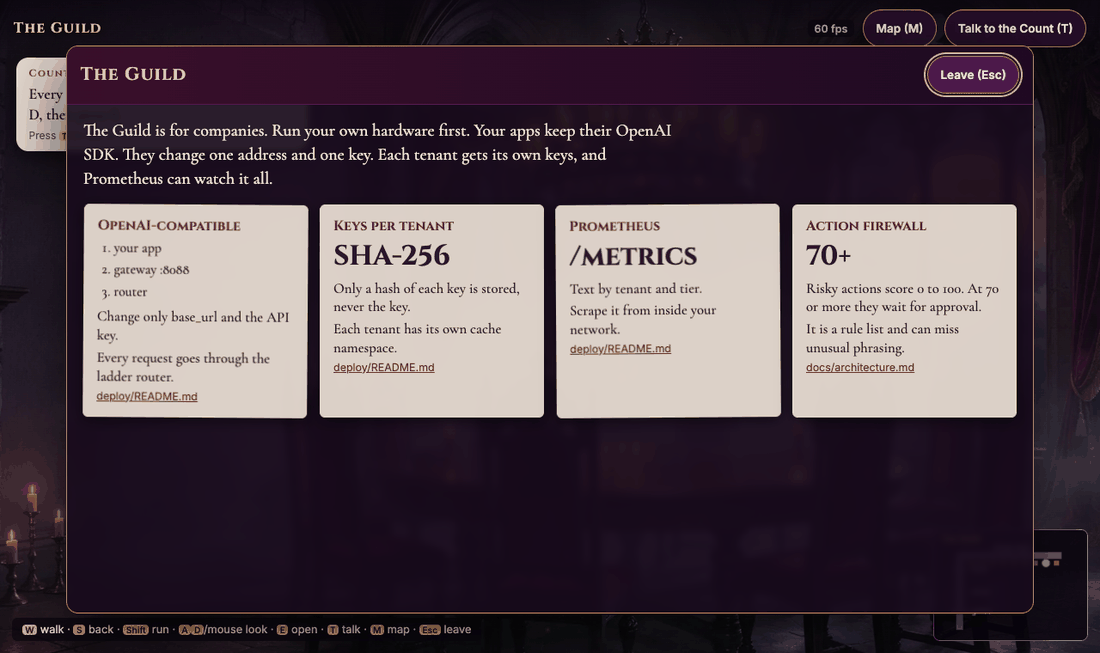 The Guild
60 fps
Map (M)
Talk to the Count (T)
Count
Every
D, the
Press T
The Guild
Leave (Esc)
The Guild is for companies. Run your own hardware first. Your apps keep their OpenAI
SDK. They change one address and one key. Each tenant gets its own keys, and
Prometheus can watch it all.
OpenAI-compatible
1. your app
2. gateway :8088
3. router
Change only base_url and the API
key.
Every request goes through the
ladder router.
deploy/README.md
Keys per tenant
SHA-256
Only a hash of each key is stored,
never the key.
Each tenant has its own cache
namespace.
deploy/README.md
Prometheus
/metrics
Text by tenant and tier.
Scrape it from inside your
network.
deploy/README.md
Action firewall
70+
Risky actions score 0 to 100. At 70
or more they wait for approval.
It is a rule list and can miss
unusual phrasing.
docs/architecture.md
W walk · S back · Shift run · A D/mouse look · E open · T talk · M map · Esc leave